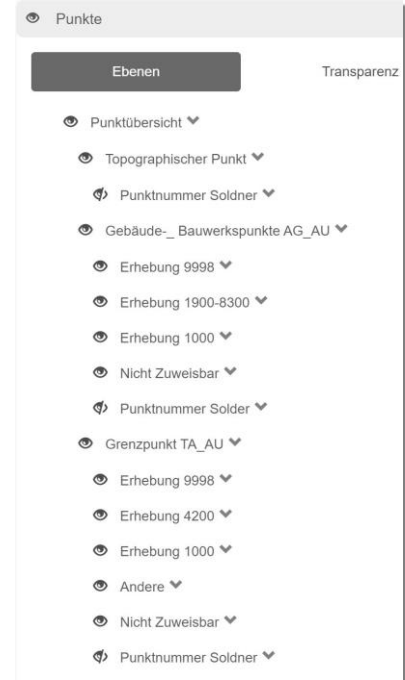 Punkte
Ebenen Transparenz
Punktübersicht
Topographischer Punkt
Punktnummer Soldner
Gebäude-_ Bauwerkspunkte AG_AU
Erhebung 9998
Erhebung 1900-8300
Erhebung 1000
Nicht Zuweisbar
Punktnummer Solder
Grenzpunkt TA_AU
Erhebung 9998
Erhebung 4200
Erhebung 1000
Andere
Nicht Zuweisbar
Punktnummer Soldner